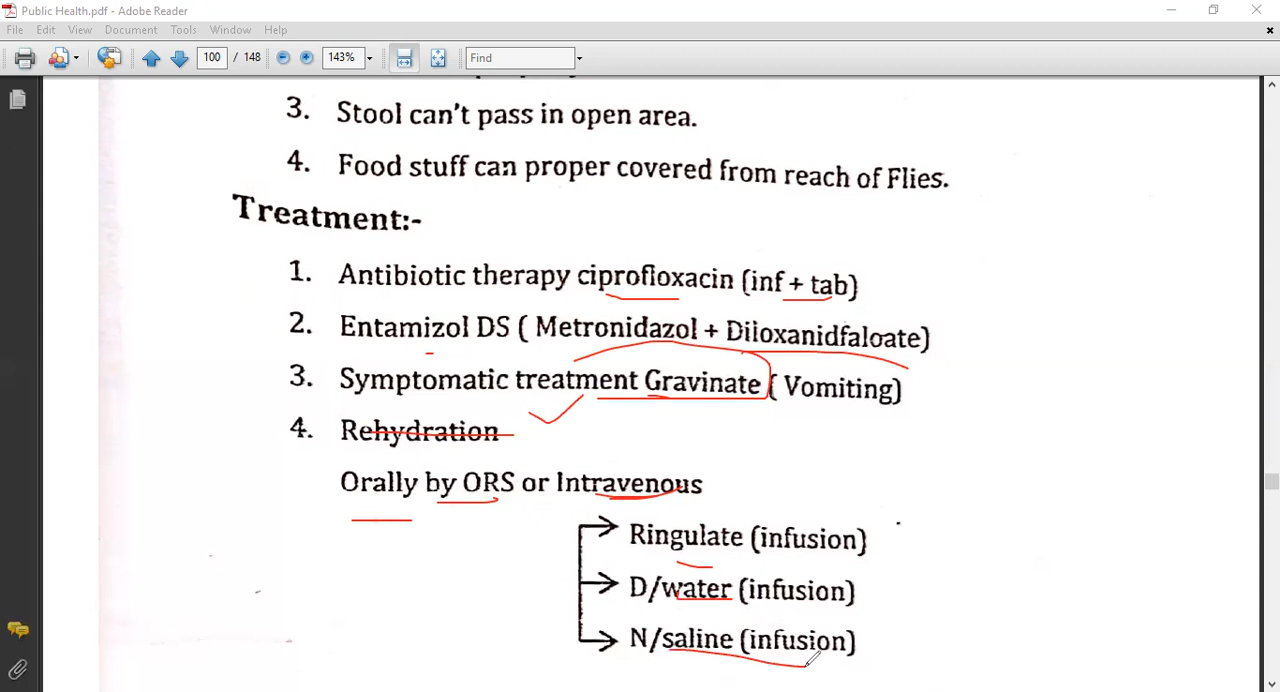 Public Health.pdf - Adobe Reader
File Edit View Document Tools Window Help
100 / 148 143% Find
3. Stool can't pass in open area.
4. Food stuff can proper covered from reach of Flies.
Treatment:-
1. Antibiotic therapy ciprofloxacin (inf + tab)
2. Entamizol DS ( Metronidazol + Diloxanidfaloate)
3. Symptomatic treatment Gravinate ( Vomiting)
4. Rehydration
Orally by ORS or Intravenous
Ringulate (infusion)
D/water (infusion)
N/saline (infusion)